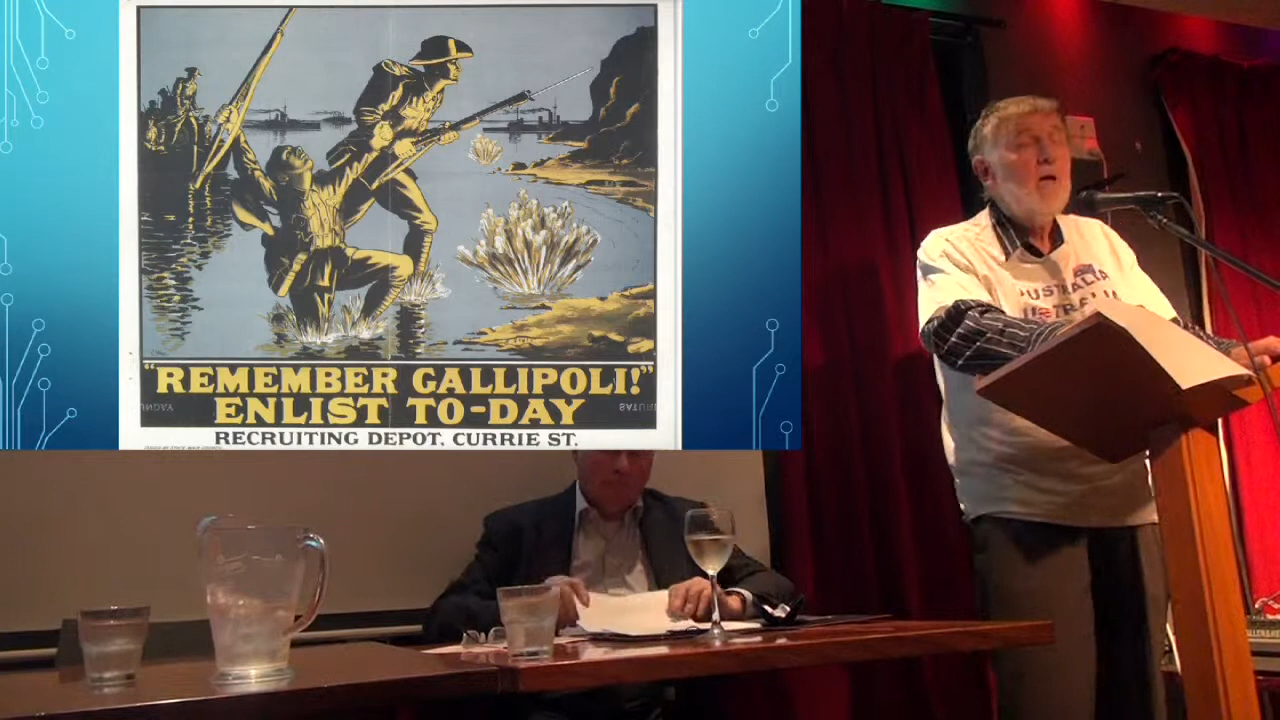 "REMEMBER GALLIPOLI!"
ENLIST TO-DAY
RECRUITING DEPOT, CURRIE ST.
AUSTRALIA